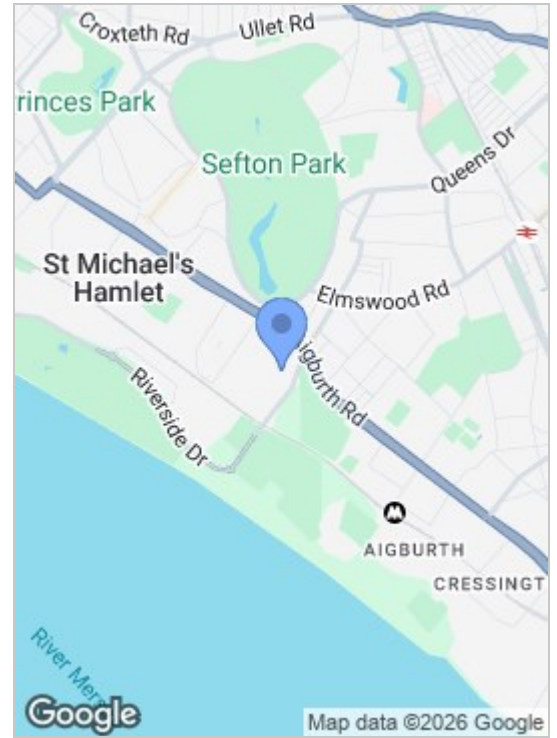 Croxteth Rd
Ullet Rd
rinces Park
Queens Dr
Sefton Park
St Michael's
Hamlet
Elmswood Rd
igburth Rd
Riverside Dr
AIGBURTH
CRESSINGT
River Mers
Google
Map data ©2026 Google